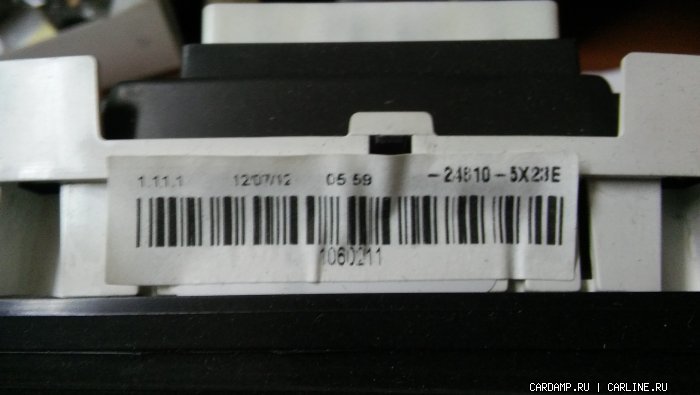 1.11.1 12/07/12 05:59 -24810-5X23E
1060211
CARDAMP.RU | CARLINE.RU